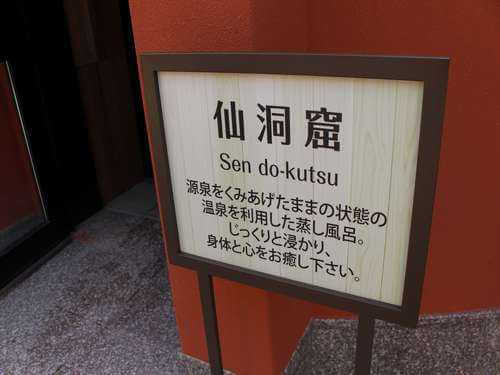 仙洞窟
Sen do-kutsu
源泉をくみあげたままの状態の
温泉を利用した蒸し風呂。
じっくりと浸かり、
身体と心をお癒し下さい。